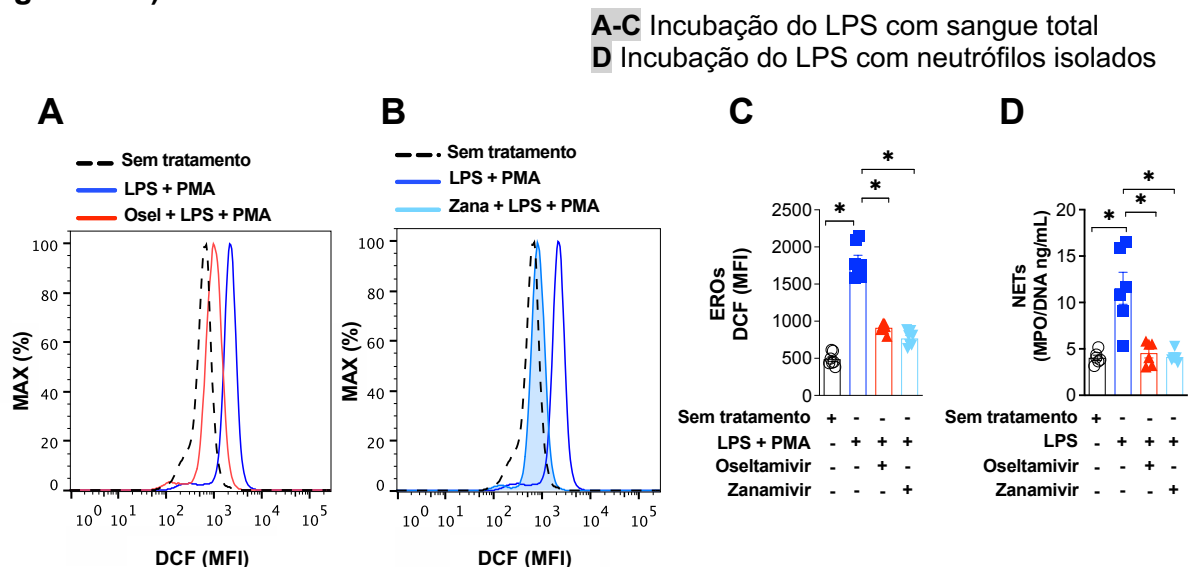 A-C Incubação do LPS com sangue total
D Incubação do LPS com neutrófilos isolados
A
Sem tratamento
LPS + PMA
Osel + LPS + PMA
MAX (%)
100
80
60
40
20
0
10^0 10^1 10^2 10^3 10^4 10^5
DCF (MFI)
B
Sem tratamento
LPS + PMA
Zana + LPS + PMA
MAX (%)
100
80
60
40
20
0
10^0 10^1 10^2 10^3 10^4 10^5
DCF (MFI)
C
* * *
EROs
DCF (MFI)
2500
2000
1500
1000
500
0
Sem tratamento + - - -
LPS + PMA - + + +
Oseltamivir - - + -
Zanamivir - - - +
D
* * *
NETs
(MPO/DNA ng/mL)
20
15
10
5
0
Sem tratamento + - - -
LPS - + + +
Oseltamivir - - + -
Zanamivir - - - +